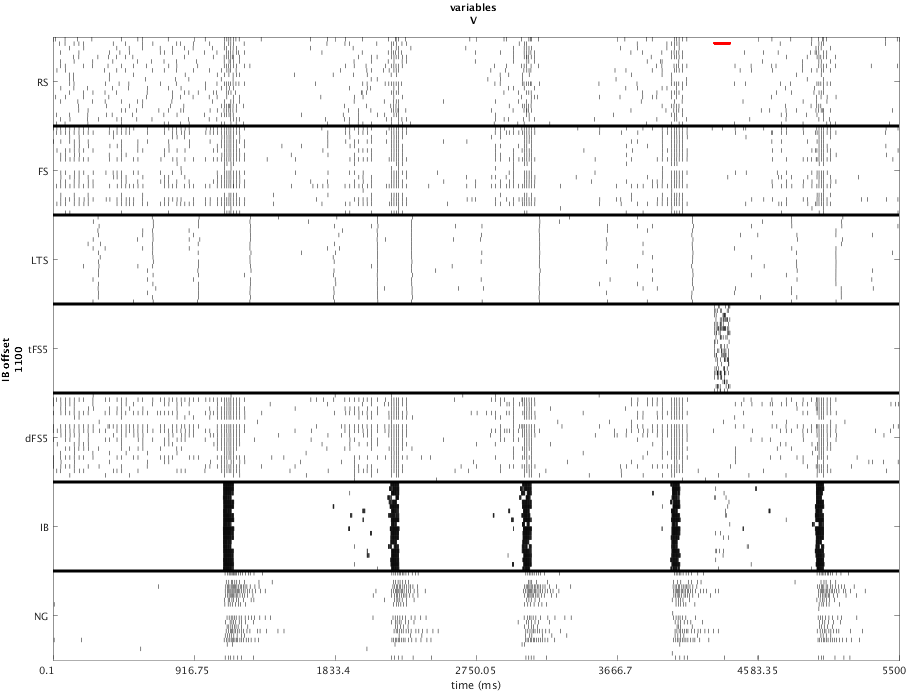 variables
V
RS
FS
LTS
tFS5
dFS5
IB
NG
IB offset
1100
0.1 916.75 1833.4 2750.05 3666.7 4583.35 5500
time (ms)